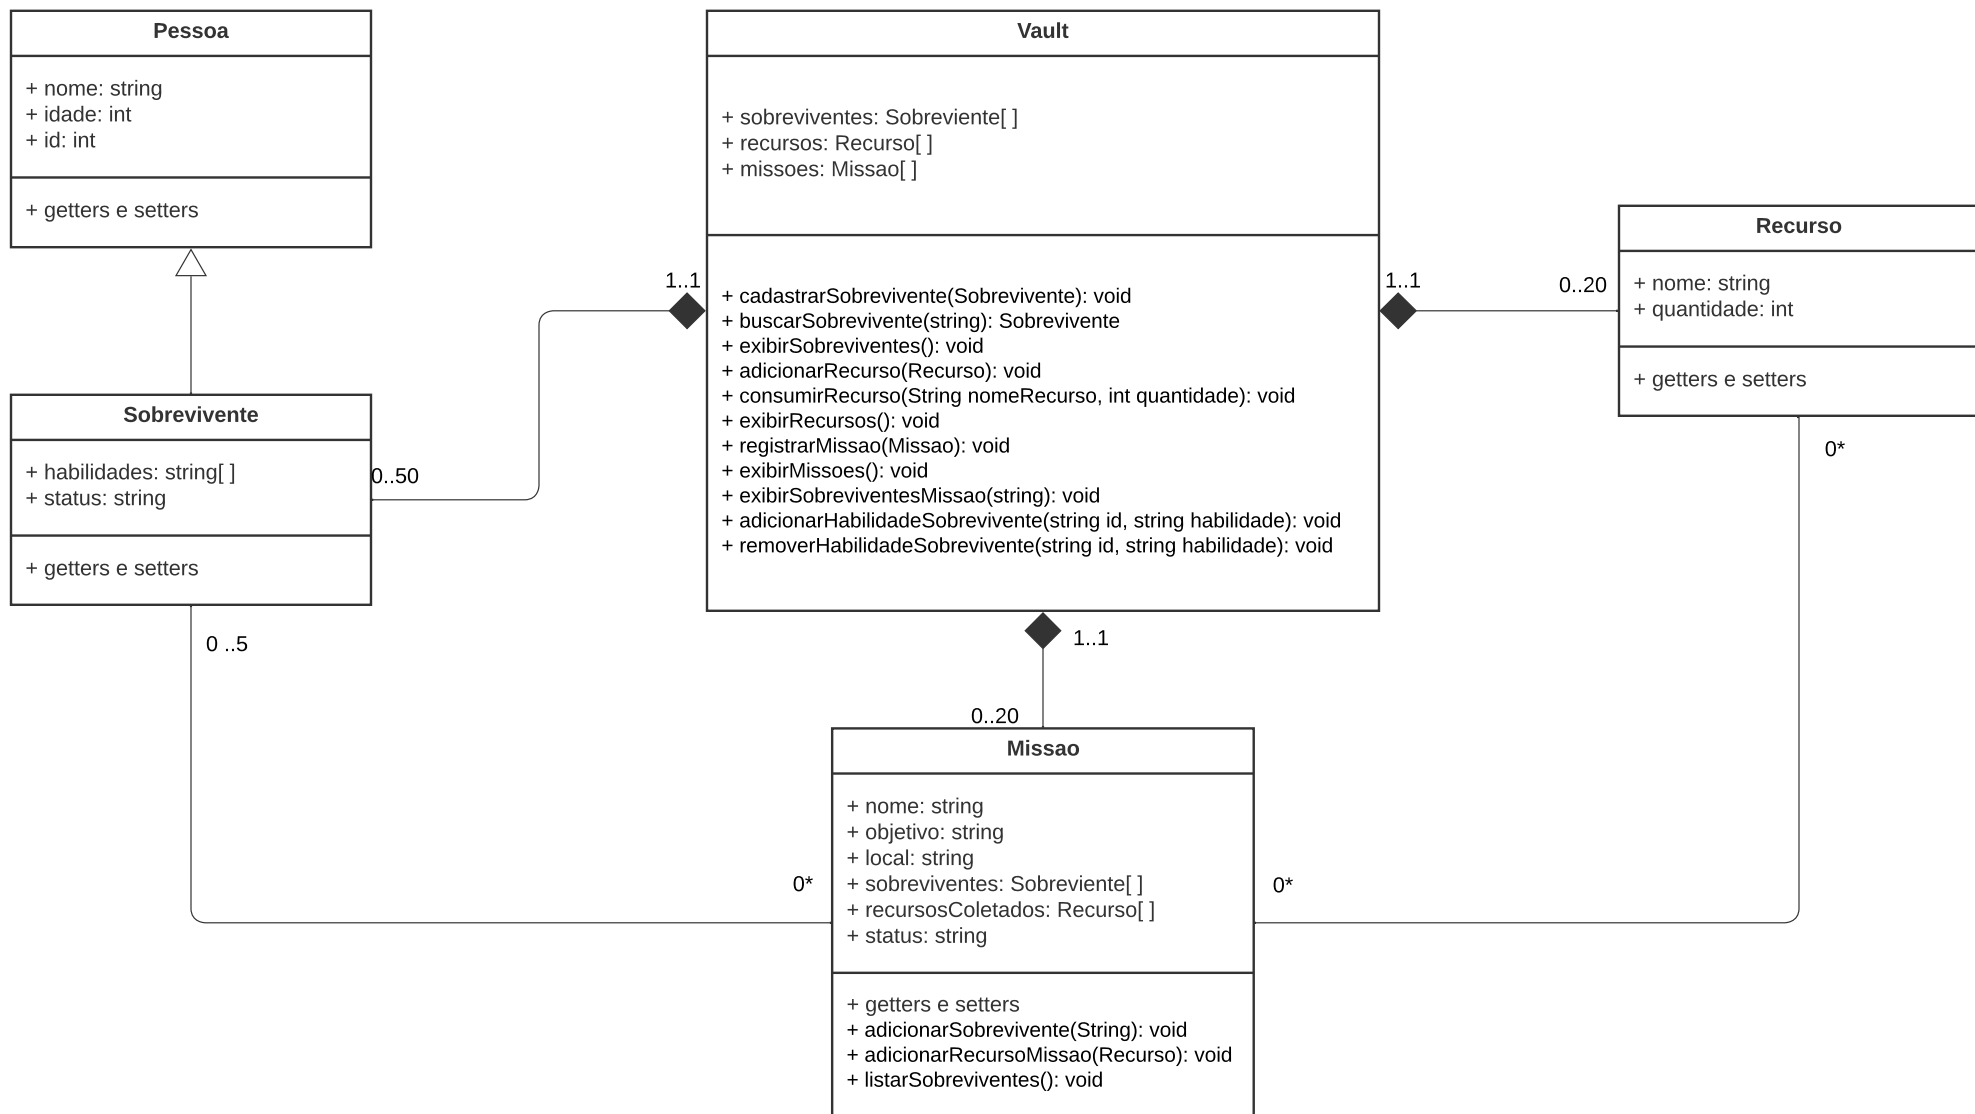 Pessoa
+ nome: string
+ idade: int
+ id: int
+ getters e setters
Vault
+ sobreviventes: Sobreviente[ ]
+ recursos: Recurso[ ]
+ missoes: Missao[ ]
+ cadastrarSobrevivente(Sobrevivente): void
+ buscarSobrevivente(string): Sobrevivente
+ exibirSobreviventes(): void
+ adicionarRecurso(Recurso): void
+ consumirRecurso(String nomeRecurso, int quantidade): void
+ exibirRecursos(): void
+ registrarMissao(Missao): void
+ exibirMissoes(): void
+ exibirSobreviventesMissao(string): void
+ adicionarHabilidadeSobrevivente(string id, string habilidade): void
+ removerHabilidadeSobrevivente(string id, string habilidade): void
Recurso
+ nome: string
+ quantidade: int
+ getters e setters
1..1
1..1
0..20
Sobrevivente
+ habilidades: string[ ]
+ status: string
+ getters e setters
0..50
0*
0 ..5
1..1
0..20
Missao
+ nome: string
+ objetivo: string
+ local: string
+ sobreviventes: Sobreviente[ ]
+ recursosColetados: Recurso[ ]
+ status: string
+ getters e setters
+ adicionarSobrevivente(String): void
+ adicionarRecursoMissao(Recurso): void
+ listarSobreviventes(): void
0*
0*